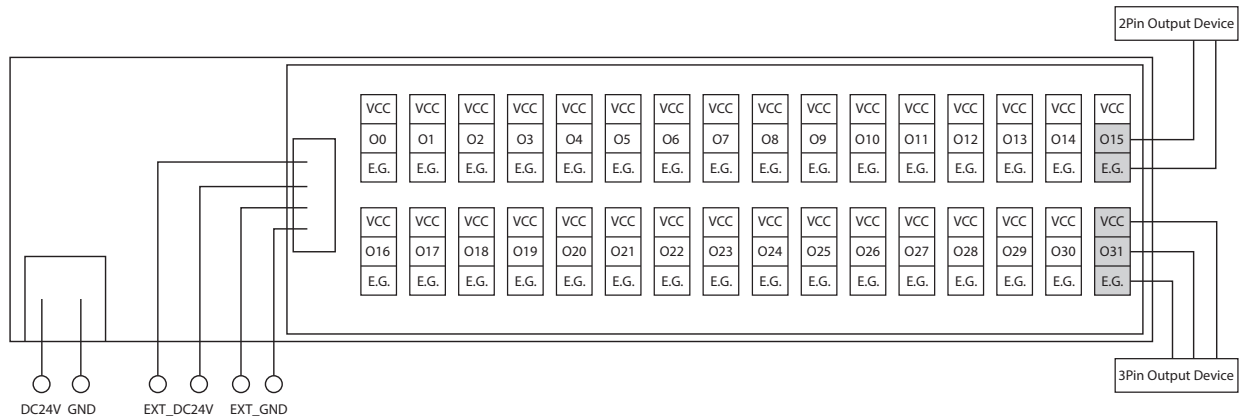 2Pin Output Device
VCC VCC VCC VCC VCC VCC VCC VCC VCC VCC VCC VCC VCC VCC VCC VCC
O0 O1 O2 O3 O4 O5 O6 O7 O8 O9 O10 O11 O12 O13 O14 O15
E.G. E.G. E.G. E.G. E.G. E.G. E.G. E.G. E.G. E.G. E.G. E.G. E.G. E.G. E.G. E.G.
VCC VCC VCC VCC VCC VCC VCC VCC VCC VCC VCC VCC VCC VCC VCC VCC
O16 O17 O18 O19 O20 O21 O22 O23 O24 O25 O26 O27 O28 O29 O30 O31
E.G. E.G. E.G. E.G. E.G. E.G. E.G. E.G. E.G. E.G. E.G. E.G. E.G. E.G. E.G. E.G.
3Pin Output Device
DC24V GND EXT_DC24V EXT_GND